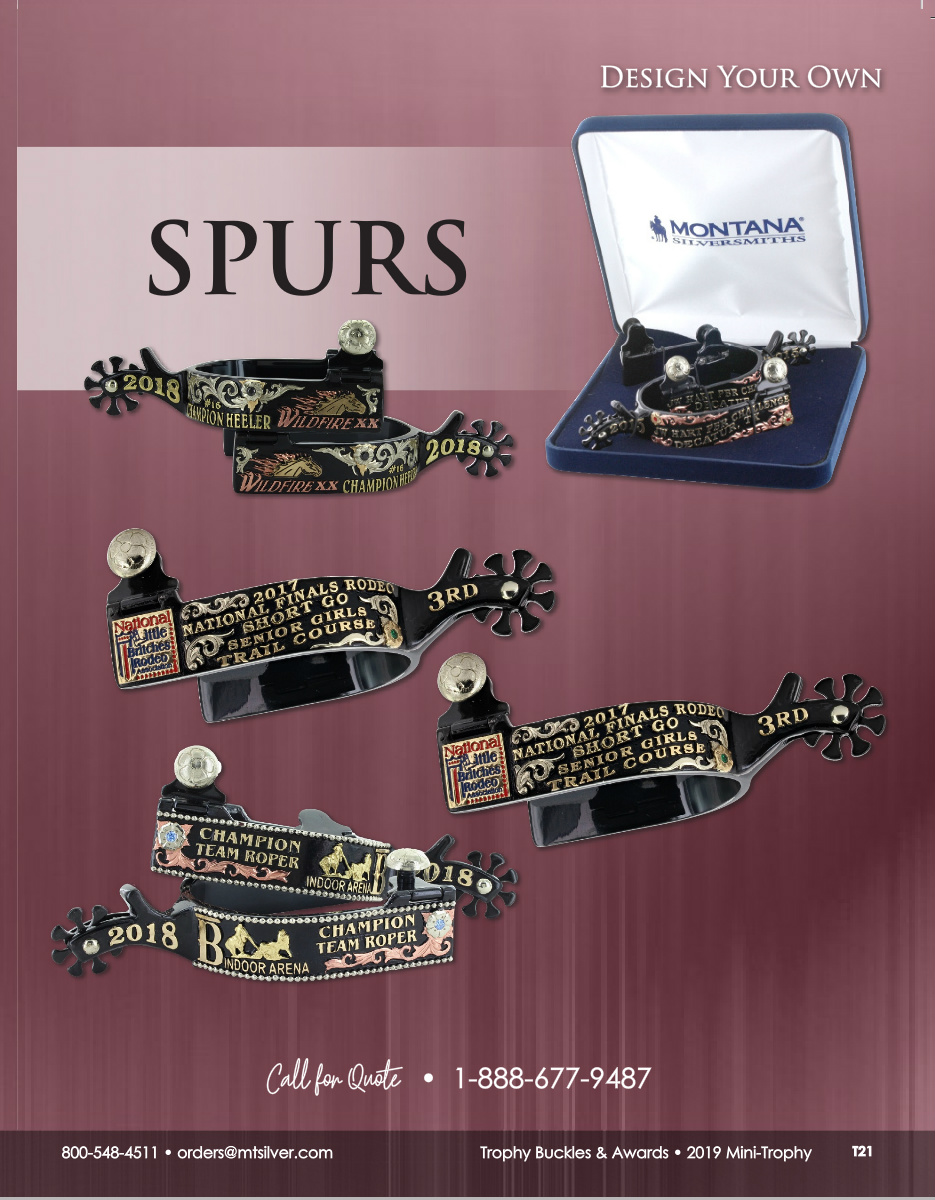 DESIGN YOUR OWN
SPURS
MONTANA®
SILVERSMITHS
2018
#16
CHAMPION HEELER
WILDFIRE XX
2018
#16
WILDFIRE XX
CHAMPION HEELER
CHALLENGE
2017
NATIONAL FINALS RODEO
SHORT GO
SENIOR GIRLS
TRAIL COURSE
3RD
National
Little
Britches
Rodeo
Association
2017
NATIONAL FINALS RODEO
SHORT GO
SENIOR GIRLS
TRAIL COURSE
3RD
National
Little
Britches
Rodeo
Association
CHAMPION
TEAM ROPER
B
INDOOR ARENA
018
2018
B
INDOOR ARENA
CHAMPION
TEAM ROPER
Call for Quote • 1-888-677-9487
800-548-4511 • orders@mtsilver.com
Trophy Buckles & Awards • 2019 Mini-Trophy T21